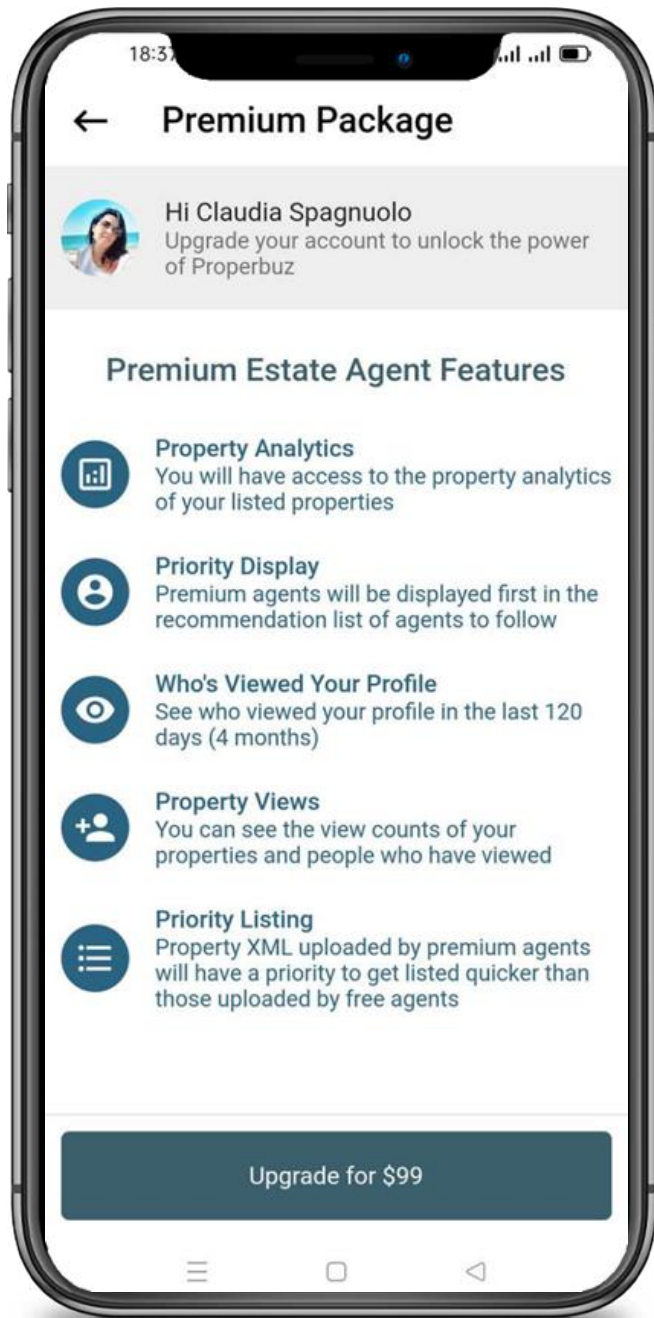 18:37
Premium Package
Hi Claudia Spagnuolo
Upgrade your account to unlock the power
of Properbuz
Premium Estate Agent Features
Property Analytics
You will have access to the property analytics
of your listed properties
Priority Display
Premium agents will be displayed first in the
recommendation list of agents to follow
Who's Viewed Your Profile
See who viewed your profile in the last 120
days (4 months)
Property Views
You can see the view counts of your
properties and people who have viewed
Priority Listing
Property XML uploaded by premium agents
will have a priority to get listed quicker than
those uploaded by free agents
Upgrade for $99